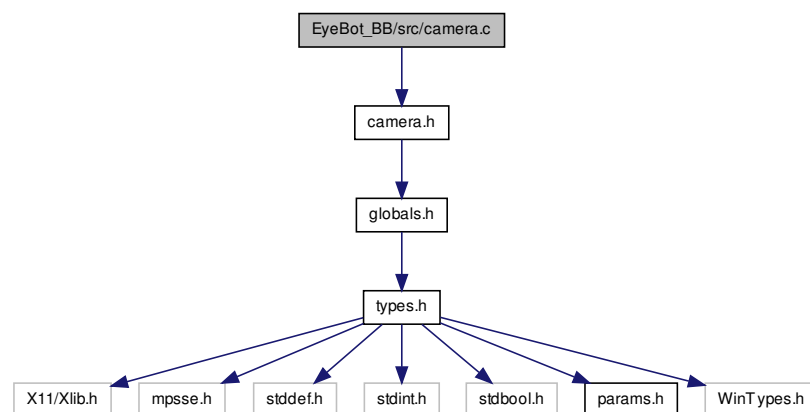 EyeBot_BB/src/camera.c
camera.h
globals.h
types.h
X11/Xlib.h
mpsse.h
stddef.h
stdint.h
stdbool.h
params.h
WinTypes.h